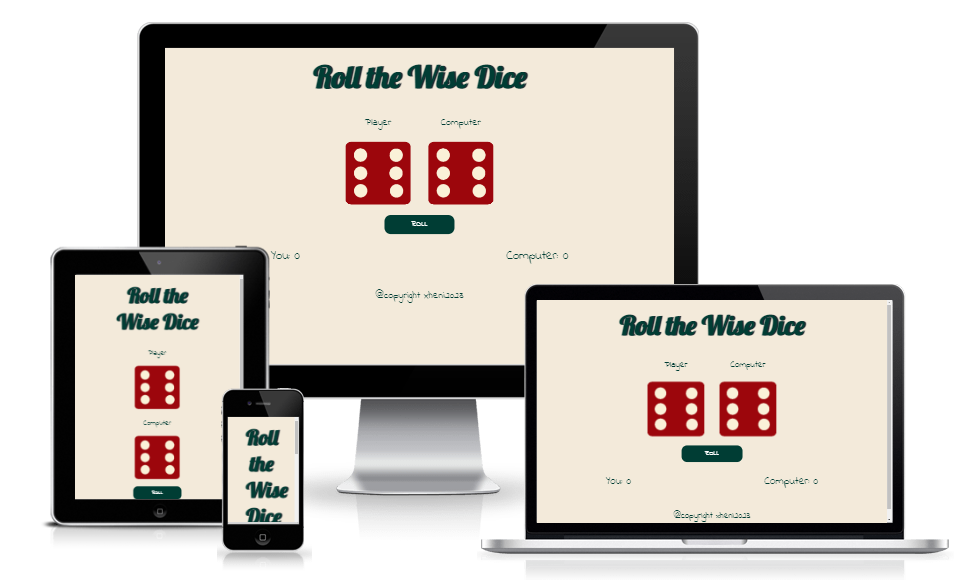 Roll the Wise Dice
Player
Computer
Roll
You: 0
Computer: 0
@copyright xheni2023
Roll the
Wise Dice
Player
Computer
Roll
Roll
the
Wise
Dice
Roll the Wise Dice
Player
Computer
Roll
You: 0
Computer: 0
@copyright xheni2023